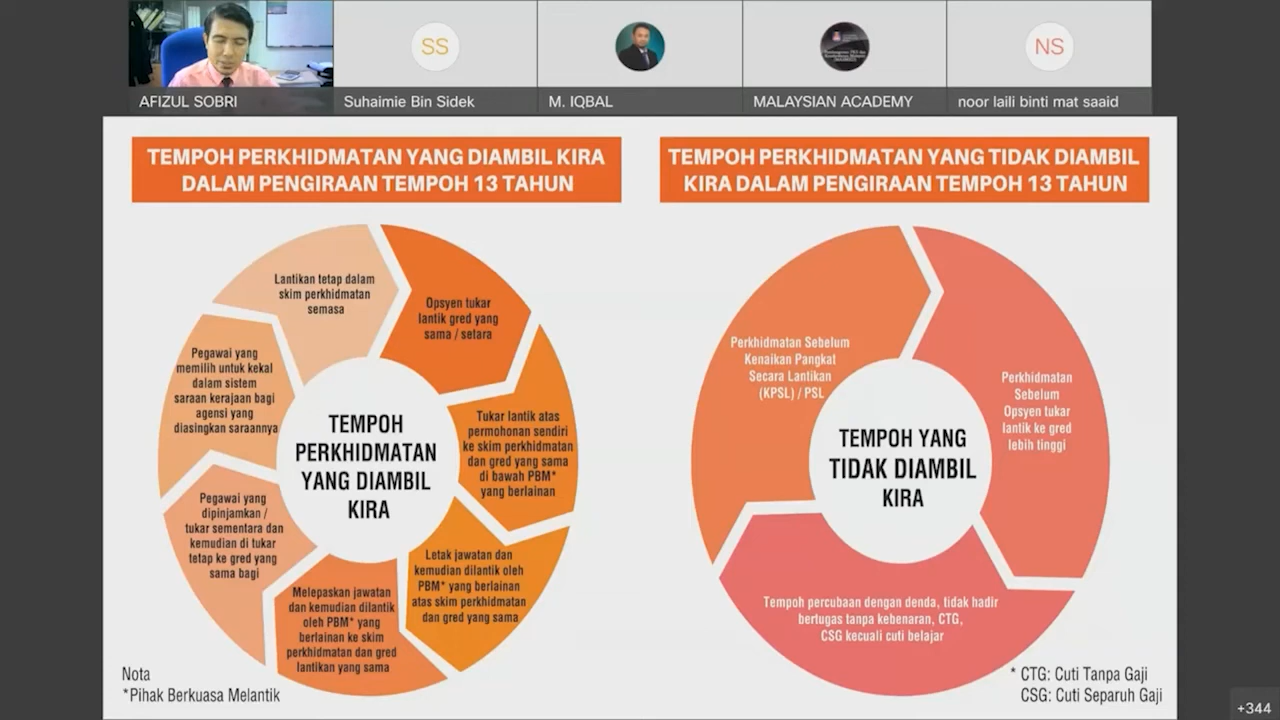 SS
NS
AFIZUL SOBRI
Suhaimie Bin Sidek
M. IQBAL
MALAYSIAN ACADEMY
noor laili binti mat saaid
TEMPOH PERKHIDMATAN YANG DIAMBIL KIRA
DALAM PENGIRAAN TEMPOH 13 TAHUN
Lantikan tetap dalam
skim perkhidmatan
semasa
Opsyen tukar
lantik gred yang
sama / setara
Tukar lantik atas
permohonan sendiri
ke skim perkhidmatan
dan gred yang sama
di bawah PBM*
yang berlainan
Letak jawatan dan
kemudian dilantik oleh
PBM* yang berlainan
atas skim perkhidmatan
dan gred yang sama
Melepaskan jawatan
dan kemudian dilantik
oleh PBM* yang
berlainan ke skim
perkhidmatan dan gred
lantikan yang sama
Pegawai yang
dipinjamkan /
tukar sementara dan
kemudian di tukar
tetap ke gred yang
sama bagi
Pegawai yang
memilih untuk kekal
dalam sistem
saraan kerajaan bagi
agensi yang
diasingkan saraannya
TEMPOH
PERKHIDMATAN
YANG DIAMBIL
KIRA
Nota
*Pihak Berkuasa Melantik
TEMPOH PERKHIDMATAN YANG TIDAK DIAMBIL
KIRA DALAM PENGIRAAN TEMPOH 13 TAHUN
Perkhidmatan Sebelum
Kenaikan Pangkat
Secara Lantikan
(KPSL) / PSL
Perkhidmatan
Sebelum
Opsyen tukar
lantik ke gred
lebih tinggi
Tempoh percubaan dengan denda, tidak hadir
bertugas tanpa kebenaran, CTG,
CSG kecuali cuti belajar
TEMPOH YANG
TIDAK DIAMBIL
KIRA
* CTG: Cuti Tanpa Gaji
CSG: Cuti Separuh Gaji
+344